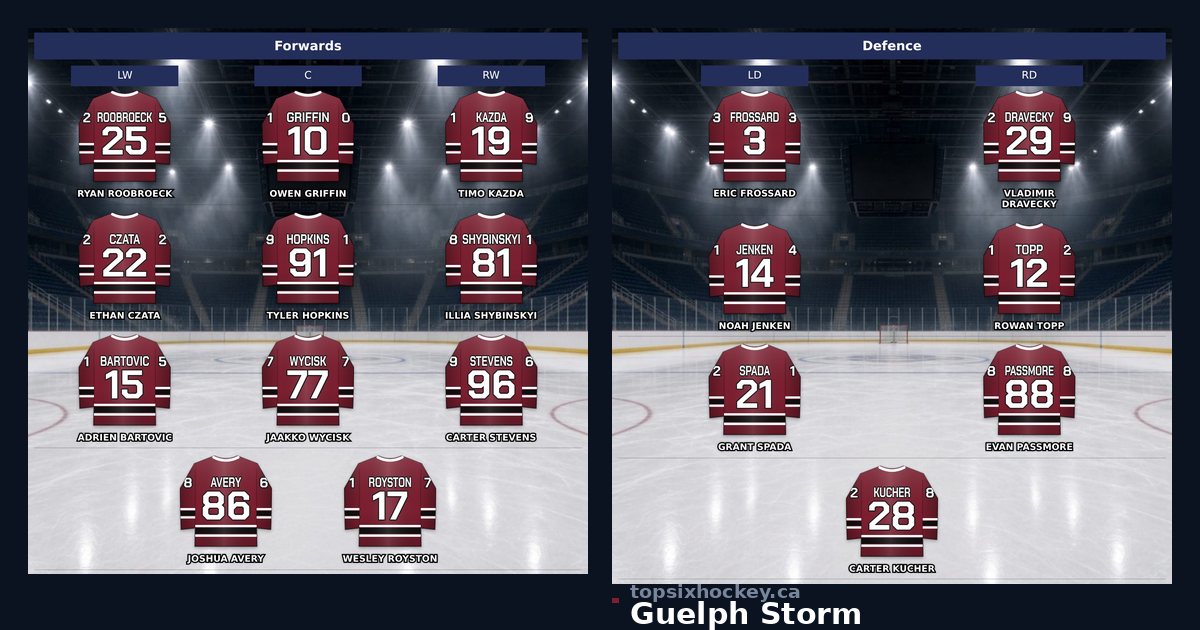 Forwards
LW C RW
2 ROOBROECK 5
25
RYAN ROOBROECK
1 GRIFFIN 0
10
OWEN GRIFFIN
1 KAZDA 9
19
TIMO KAZDA
2 CZATA 2
22
ETHAN CZATA
9 HOPKINS 1
91
TYLER HOPKINS
8 SHYBINSKYI 1
81
ILLIA SHYBINSKYI
1 BARTOVIC 5
15
ADRIEN BARTOVIC
7 WYCISK 7
77
JAAKKO WYCISK
9 STEVENS 6
96
CARTER STEVENS
8 AVERY 6
86
JOSHUA AVERY
1 ROYSTON 7
17
WESLEY ROYSTON
Defence
LD RD
3 FROSSARD 3
3
ERIC FROSSARD
2 DRAVECKY 9
29
VLADIMIR
DRAVECKY
1 JENKEN 4
14
NOAH JENKEN
1 TOPP 2
12
ROWAN TOPP
2 SPADA 1
21
GRANT SPADA
8 PASSMORE 8
88
EVAN PASSMORE
2 KUCHER 8
28
CARTER KUCHER
topsixhockey.ca
Guelph Storm